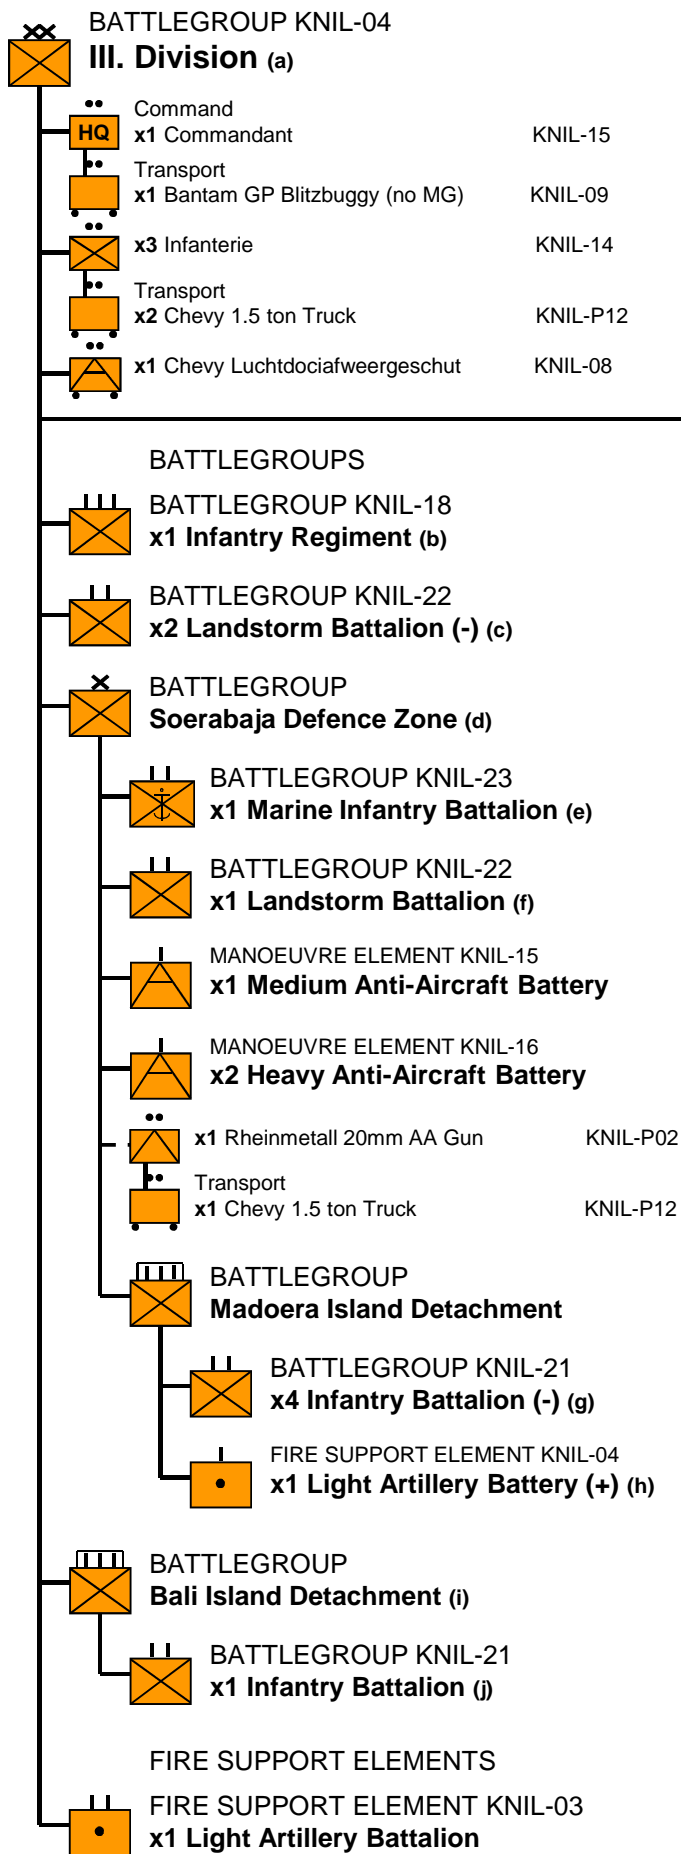 BATTLEGROUP KNIL-04
III. Division (a)
Command
HQ x1 Commandant KNIL-15
Transport
x1 Bantam GP Blitzbuggy (no MG) KNIL-09
x3 Infanterie KNIL-14
Transport
x2 Chevy 1.5 ton Truck KNIL-P12
x1 Chevy Luchtdociafweergeschut KNIL-08
BATTLEGROUPS
BATTLEGROUP KNIL-18
x1 Infantry Regiment (b)
BATTLEGROUP KNIL-22
x2 Landstorm Battalion (-) (c)
BATTLEGROUP
Soerabaja Defence Zone (d)
BATTLEGROUP KNIL-23
x1 Marine Infantry Battalion (e)
BATTLEGROUP KNIL-22
x1 Landstorm Battalion (f)
MANOEUVRE ELEMENT KNIL-15
x1 Medium Anti-Aircraft Battery
MANOEUVRE ELEMENT KNIL-16
x2 Heavy Anti-Aircraft Battery
x1 Rheinmetall 20mm AA Gun KNIL-P02
Transport
x1 Chevy 1.5 ton Truck KNIL-P12
BATTLEGROUP
Madoera Island Detachment
BATTLEGROUP KNIL-21
x4 Infantry Battalion (-) (g)
FIRE SUPPORT ELEMENT KNIL-04
x1 Light Artillery Battery (+) (h)
BATTLEGROUP
Bali Island Detachment (i)
BATTLEGROUP KNIL-21
x1 Infantry Battalion (j)
FIRE SUPPORT ELEMENTS
FIRE SUPPORT ELEMENT KNIL-03
x1 Light Artillery Battalion